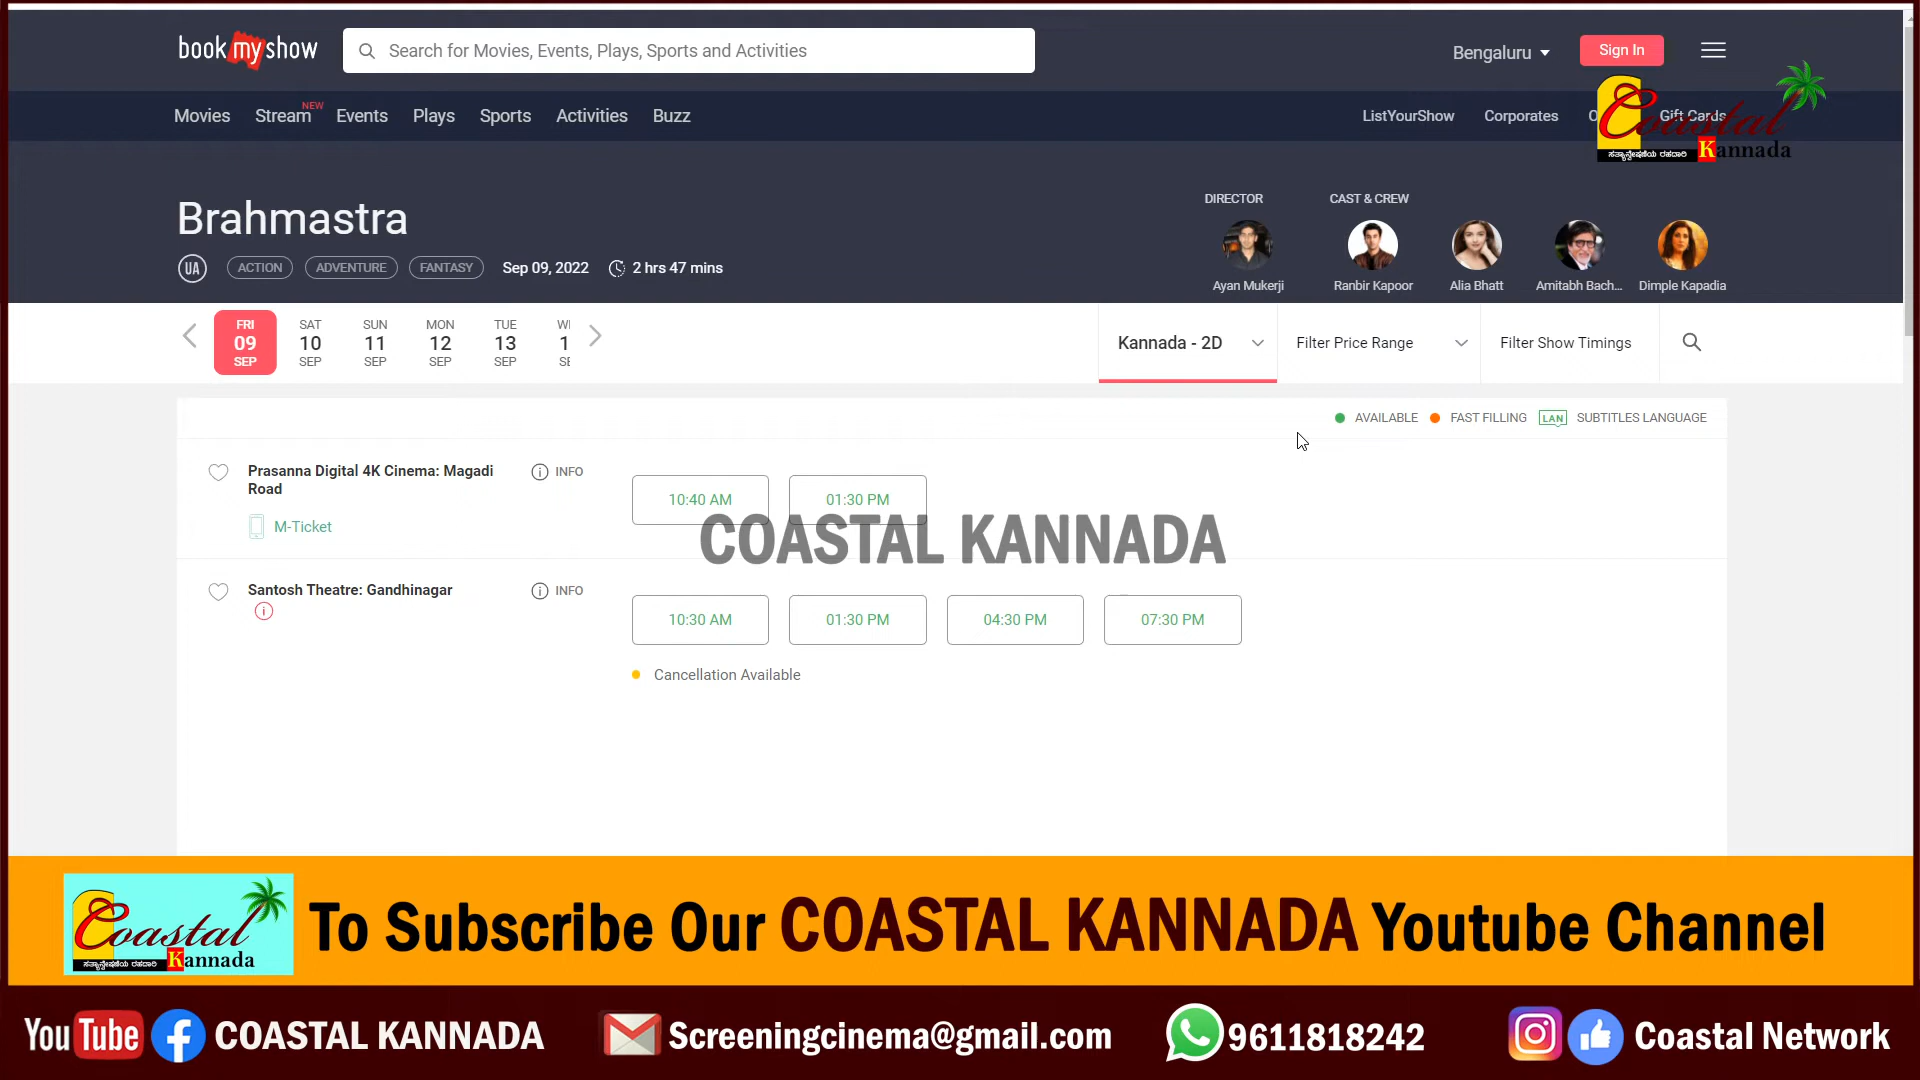 book my show
Search for Movies, Events, Plays, Sports and Activities
Bengaluru
Sign In
Movies
Stream
NEW
Events
Plays
Sports
Activities
Buzz
ListYourShow
Corporates
O
Gift Cards
Coastal
ಸತ್ಯಾನ್ವೇಷಣೆಯ ರಹದಾರಿ
Kannada
Brahmastra
UA
ACTION
ADVENTURE
FANTASY
Sep 09, 2022
2 hrs 47 mins
DIRECTOR
CAST & CREW
Ayan Mukerji
Ranbir Kapoor
Alia Bhatt
Amitabh Bach...
Dimple Kapadia
FRI
09
SEP
SAT
10
SEP
SUN
11
SEP
MON
12
SEP
TUE
13
SEP
Kannada - 2D
Filter Price Range
Filter Show Timings
AVAILABLE
FAST FILLING
LAN
SUBTITLES LANGUAGE
Prasanna Digital 4K Cinema: Magadi
Road
INFO
M-Ticket
10:40 AM
01:30 PM
COASTAL KANNADA
Santosh Theatre: Gandhinagar
INFO
10:30 AM
01:30 PM
04:30 PM
07:30 PM
Cancellation Available
Coastal
ಸತ್ಯಾನ್ವೇಷಣೆಯ ರಹದಾರಿ
Kannada
To Subscribe Our COASTAL KANNADA Youtube Channel
YouTube
COASTAL KANNADA
Screeningcinema@gmail.com
9611818242
Coastal Network